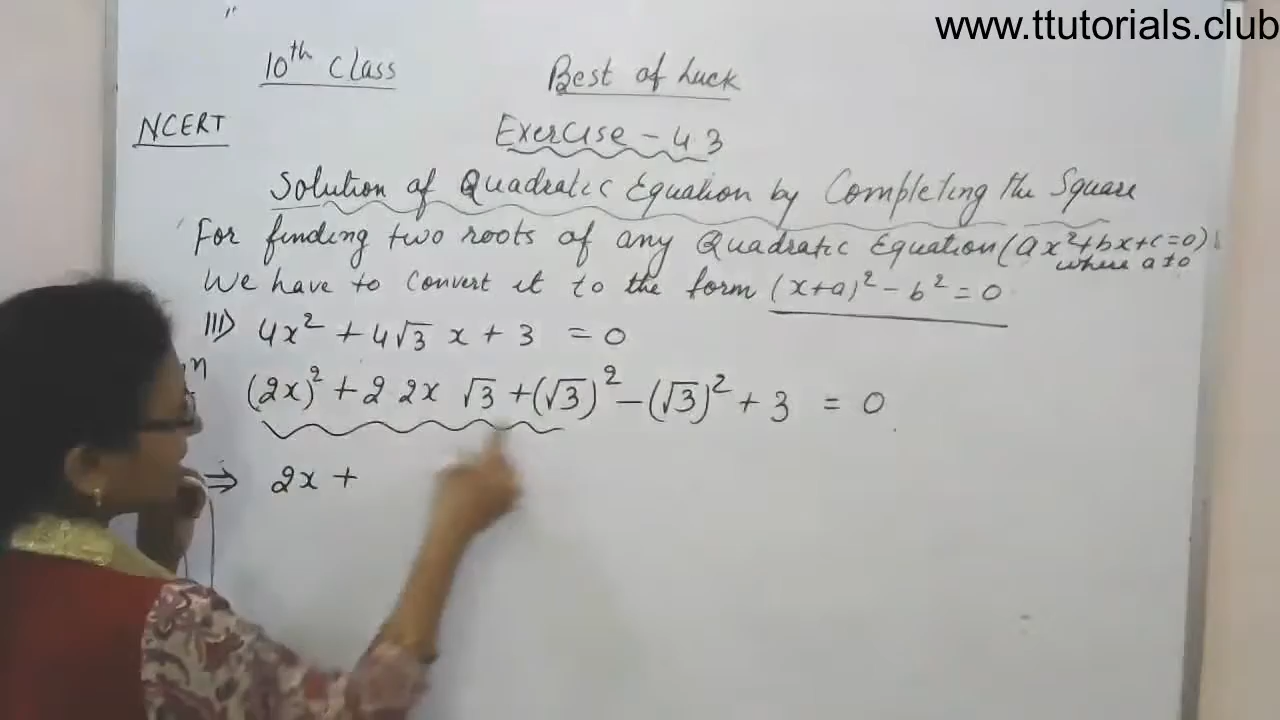 www.ttutorials.club
10th Class
Best of Luck
NCERT
Exercise - 4.3
Solution of Quadratic Equation by Completing the Square
For finding two roots of any Quadratic Equation (ax²+bx+c=0)
where a≠0
We have to convert it to the form (x+a)² - b² = 0
III) 4x² + 4√3 x + 3 = 0
(2x)² + 2 2x √3 + (√3)² - (√3)² + 3 = 0
⇒ 2x +